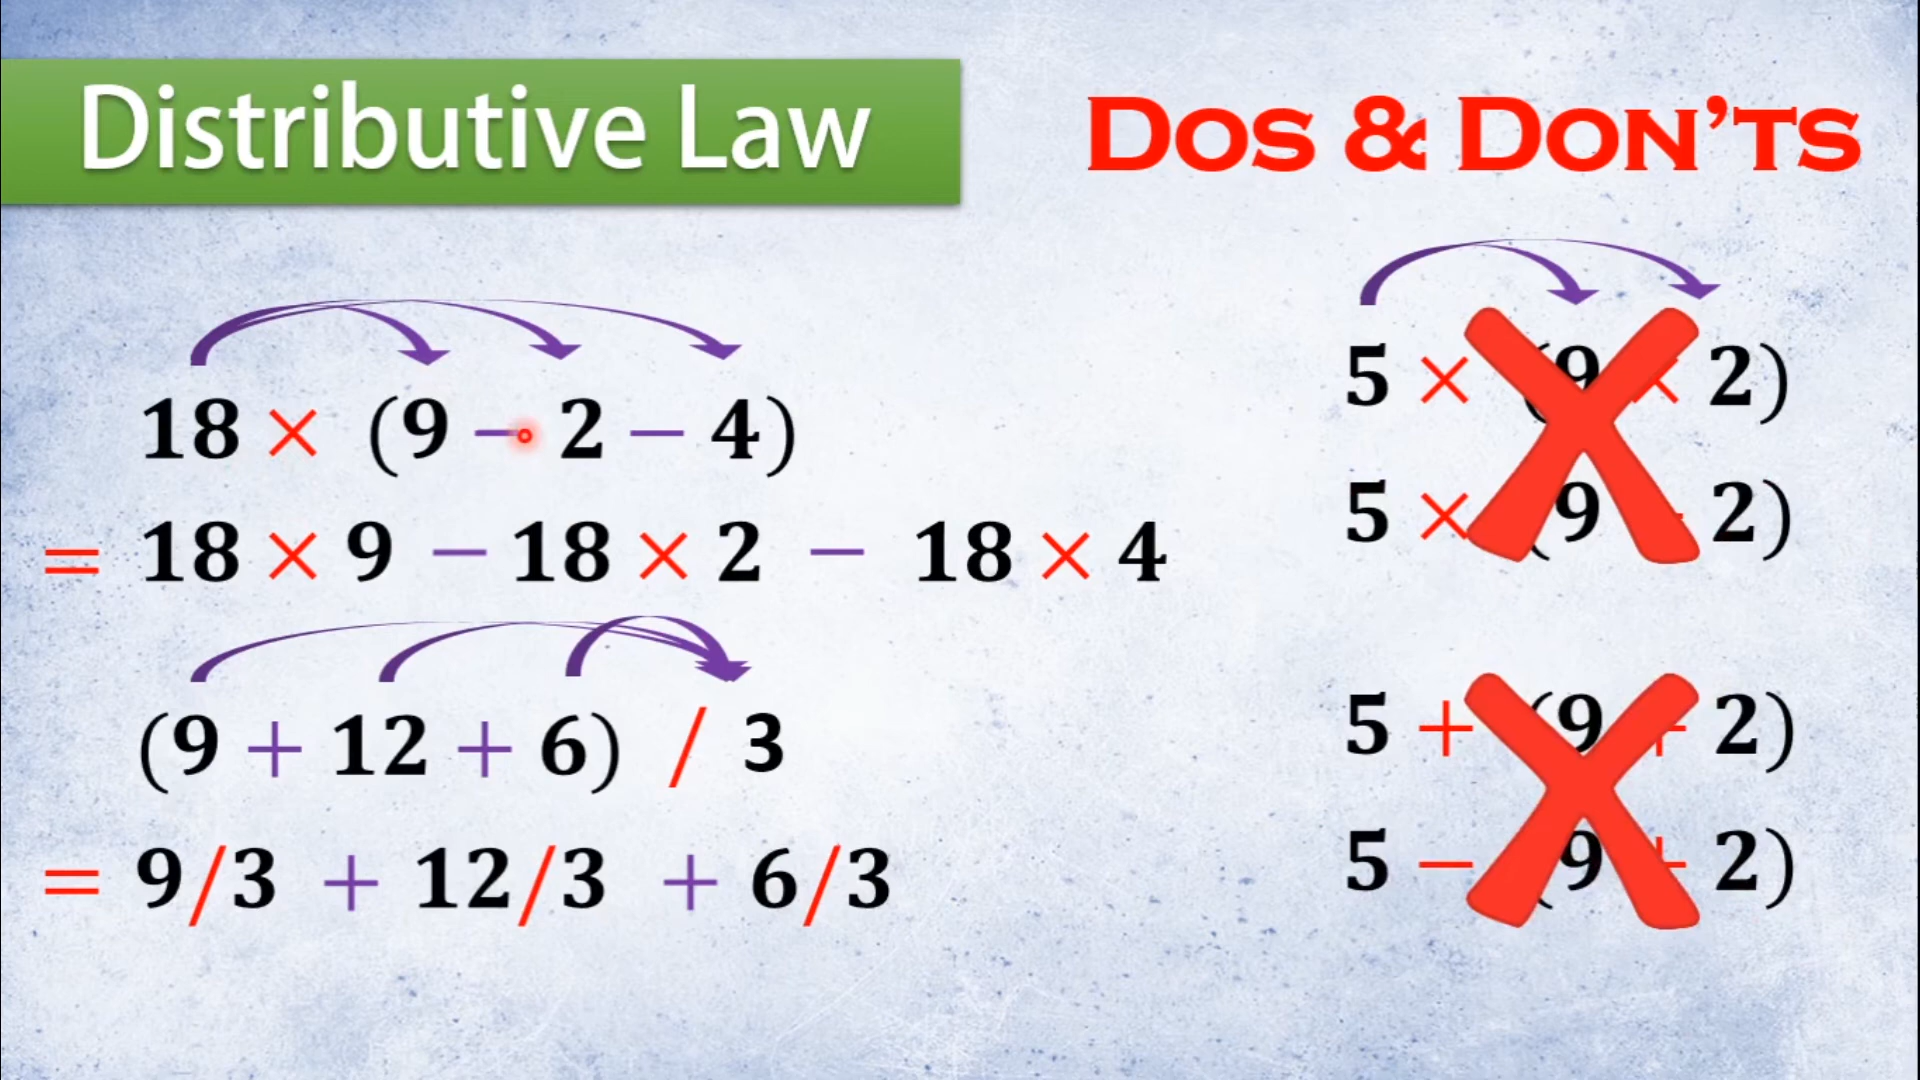 Distributive Law
DOS & DON'TS
18 × (9 − 2 − 4)
= 18 × 9 − 18 × 2 − 18 × 4
(9 + 12 + 6) / 3
= 9/3 + 12/3 + 6/3
5 × (9 × 2)
5 × (9 2)
5 + (9 + 2)
5 − (9 + 2)